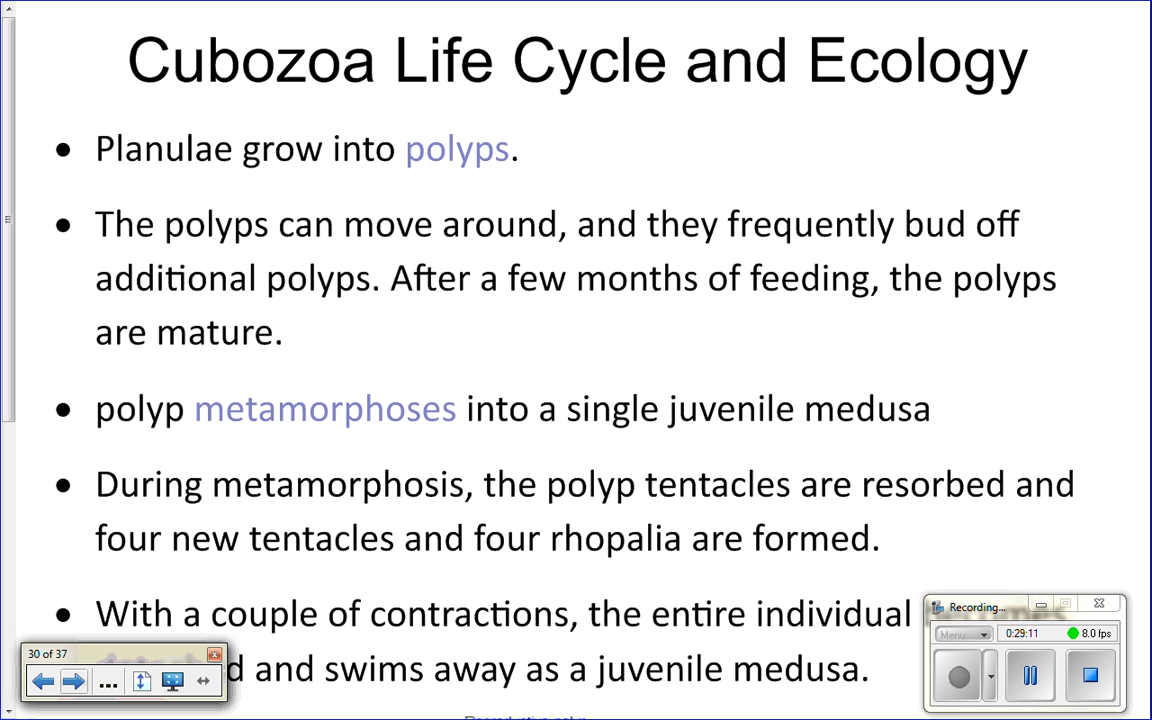 Cubozoa Life Cycle and Ecology
• Planulae grow into polyps.
• The polyps can move around, and they frequently bud off
additional polyps. After a few months of feeding, the polyps
are mature.
• polyp metamorphoses into a single juvenile medusa
• During metamorphosis, the polyp tentacles are resorbed and
four new tentacles and four rhopalia are formed.
• With a couple of contractions, the entire individual becomes
d and swims away as a juvenile medusa.
Recording...
Menu
0:29:11
8.0 fps
30 of 37
...